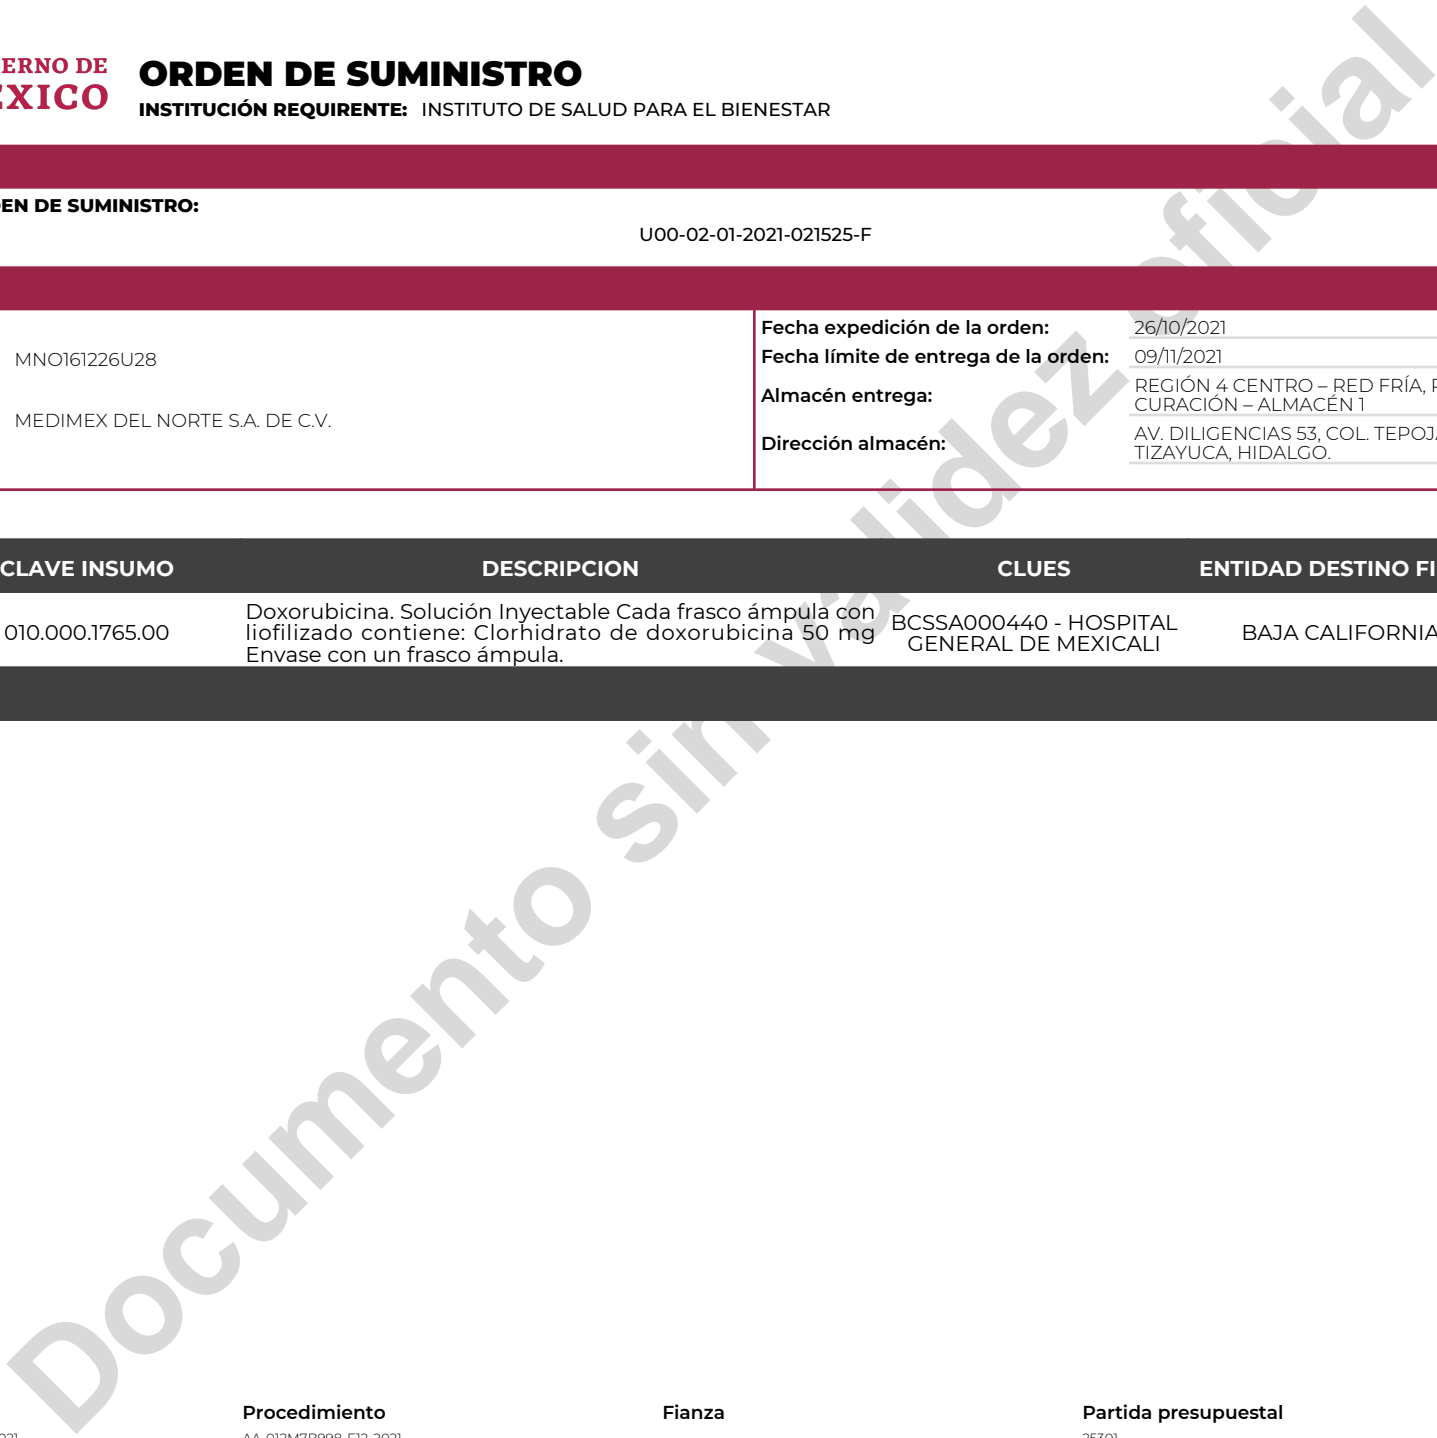 ORDEN DE SUMINISTRO
INSTITUCIÓN REQUIRENTE: INSTITUTO DE SALUD PARA EL BIENESTAR
DE SUMINISTRO:
U00-02-01-2021-021525-F
MNO161226U28
MEDIMEX DEL NORTE S.A. DE C.V.
Fecha expedición de la orden: 26/10/2021
Fecha límite de entrega de la orden: 09/11/2021
Almacén entrega: REGIÓN 4 CENTRO – RED FRÍA,
CURACIÓN – ALMACÉN 1
Dirección almacén: AV. DILIGENCIAS 53, COL.
TIZAYUCA, HIDALGO.
CLAVE INSUMO DESCRIPCION CLUES ENTIDAD DESTINO
010.000.1765.00
Doxorubicina. Solución Inyectable Cada frasco ámpula con
liofilizado contiene: Clorhidrato de doxorubicina 50 mg
Envase con un frasco ámpula.
BCSSA000440 - HOSPITAL
GENERAL DE MEXICALI
BAJA CALIFORNIA
Procedimiento Fianza Partida presupuestal
Documento sin validez oficial